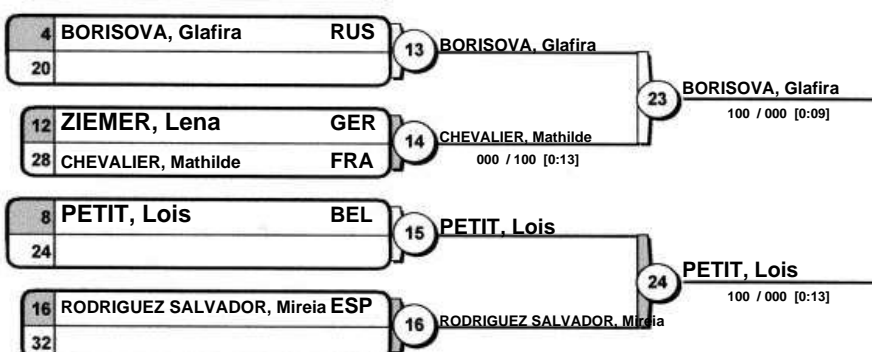 4 BORISOVA, Glafira RUS
20
13 BORISOVA, Glafira
12 ZIEMER, Lena GER
28 CHEVALIER, Mathilde FRA
14 CHEVALIER, Mathilde
000 / 100 [0:13]
23 BORISOVA, Glafira
100 / 000 [0:09]
8 PETIT, Lois BEL
24
15 PETIT, Lois
16 RODRIGUEZ SALVADOR, Mireia ESP
32
16 RODRIGUEZ SALVADOR, Mireia
24 PETIT, Lois
100 / 000 [0:13]